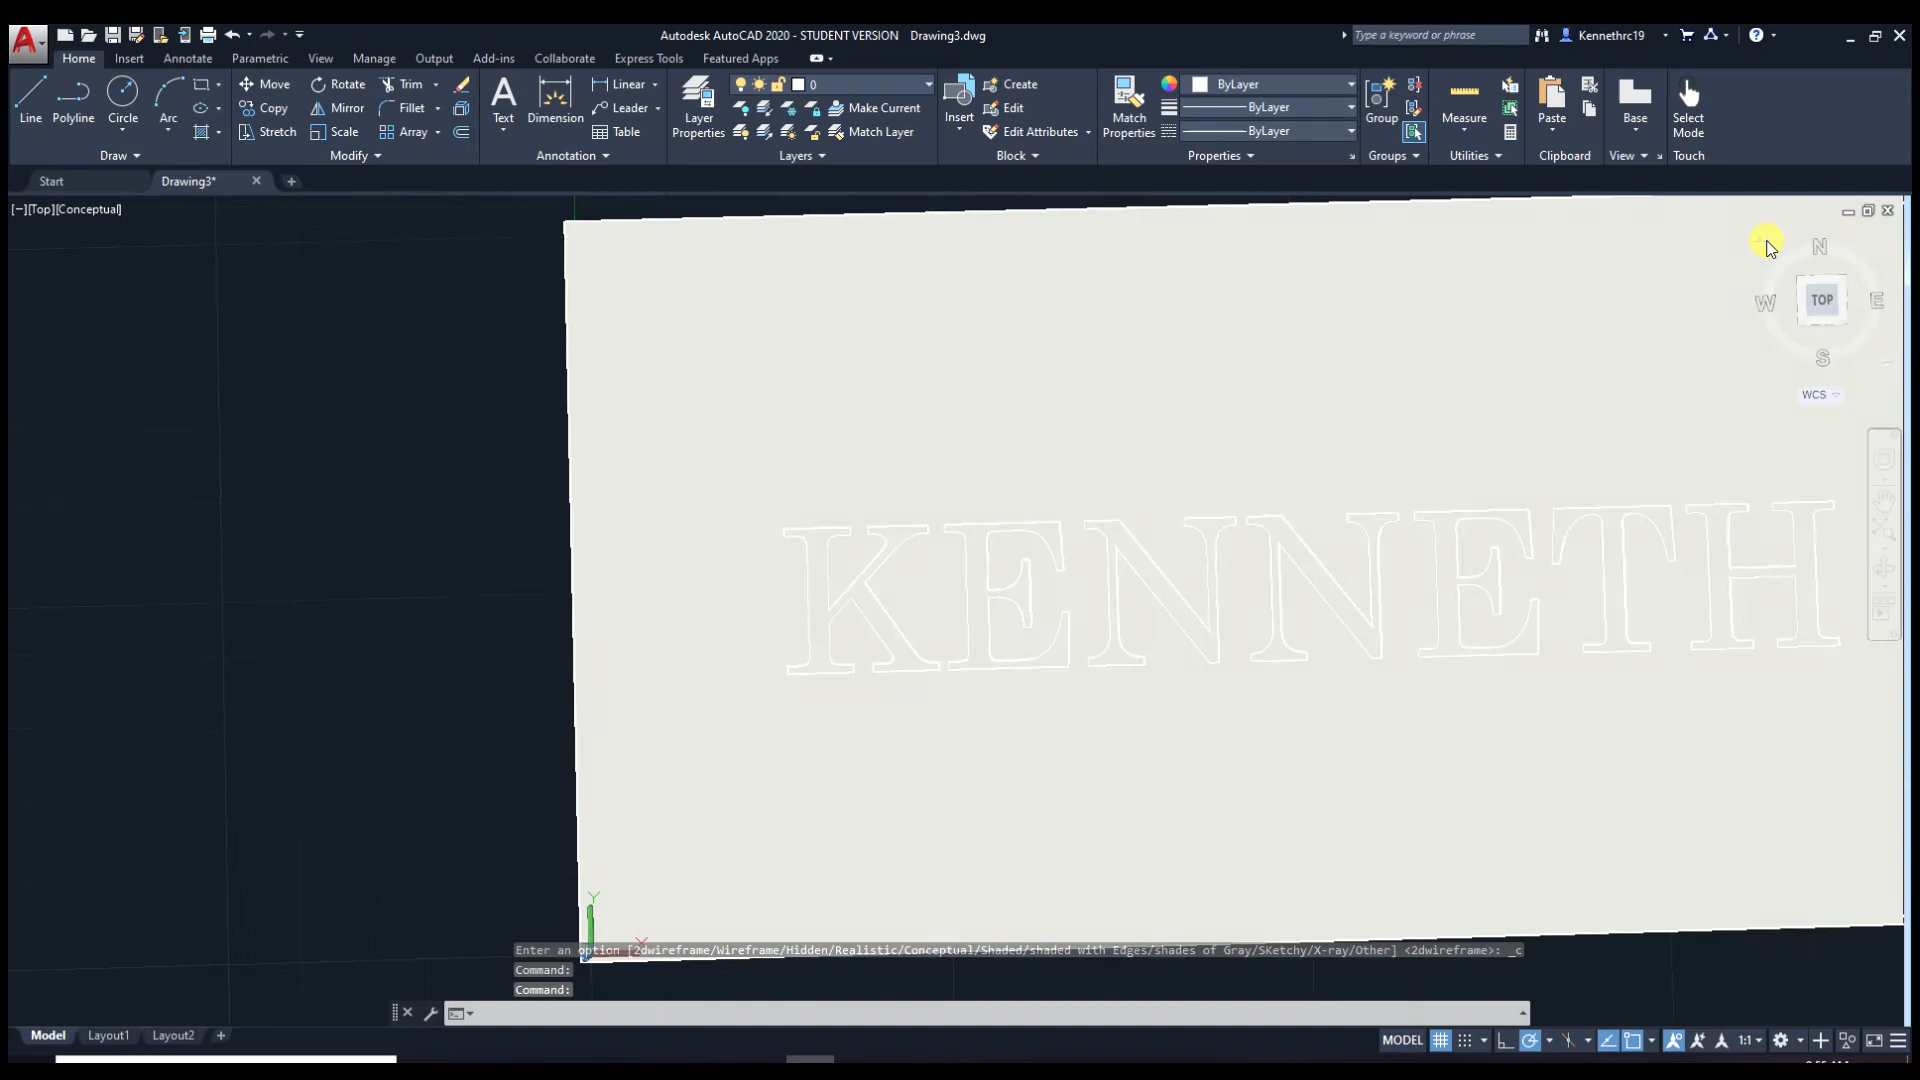 Autodesk AutoCAD 2020 - STUDENT VERSION Drawing3.dwg
Type a keyword or phrase
Kennethrc19
Home Insert Annotate Parametric View Manage Output Add-ins Collaborate Express Tools Featured Apps
Line Polyline Circle Arc
Move Rotate Trim
Copy Mirror Fillet
Stretch Scale Array
Text Dimension
Linear
Leader
Table
Layer Properties
0
Make Current
Match Layer
Insert
Create
Edit
Edit Attributes
Match Properties
ByLayer
ByLayer
ByLayer
Group
Measure
Paste
Base
Select Mode
Draw Modify Annotation Layers Block Properties Groups Utilities Clipboard View Touch
Start Drawing3*
[−][Top][Conceptual]
N
W TOP E
S
WCS
KENNETH
Y
X
Enter an option [2dwireframe/Wireframe/Hidden/Realistic/Conceptual/Shaded/shaded with Edges/shades of Gray/SKetchy/X-ray/Other] <2dwireframe>: _c
Command:
Command:
Model Layout1 Layout2 +
MODEL 1:1